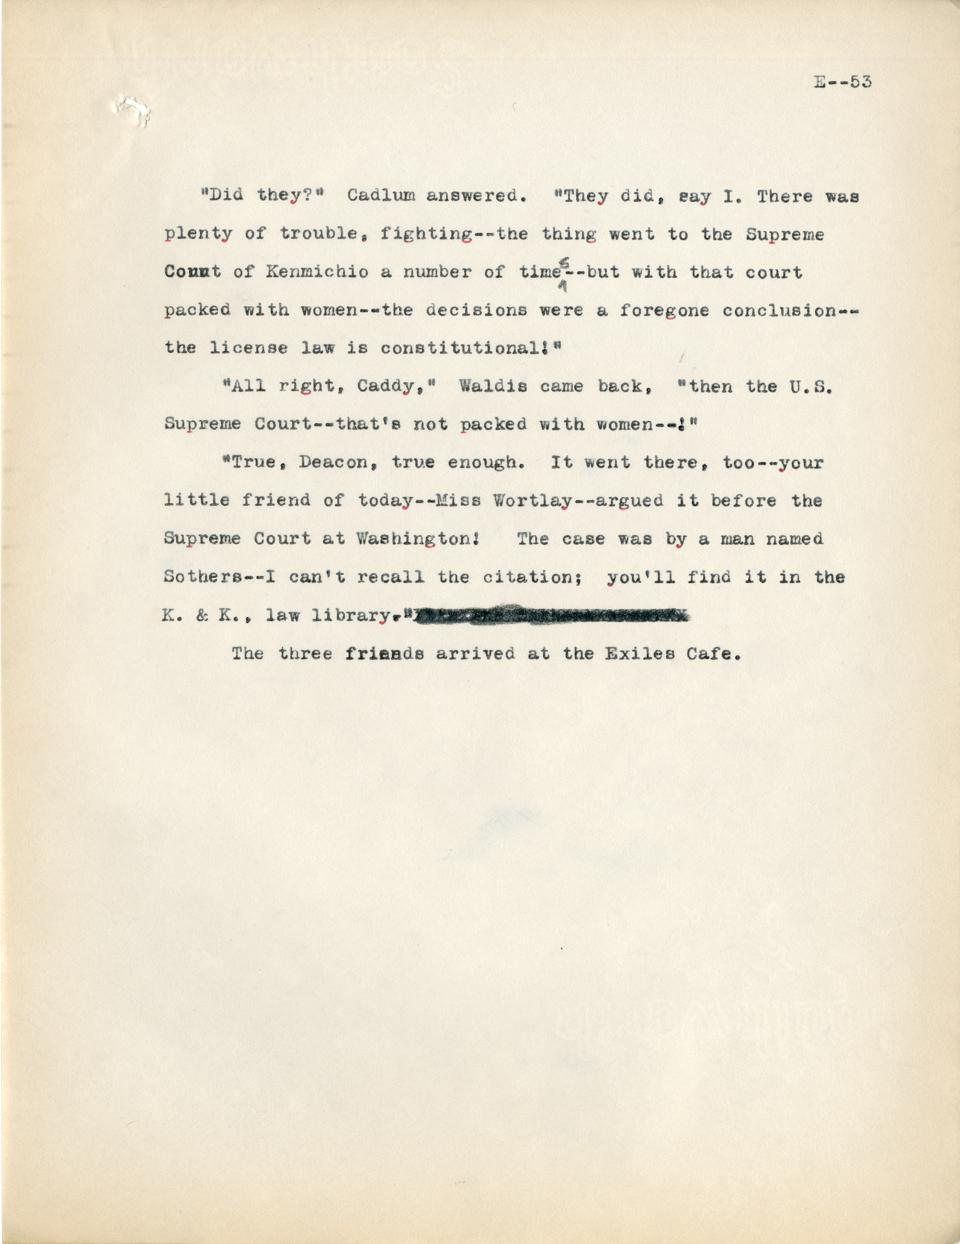 E--53
"Did they?"  Cadlum answered.  "They did, say I. There was
plenty of trouble, fighting--the thing went to the Supreme
Count of Kenmichio a number of times--but with that court
packed with women--the decisions were a foregone conclusion--
the license law is constitutional!"
"All right, Caddy,"  Waldis came back,  "then the U.S.
Supreme Court--that's not packed with women--!"
"True, Deacon, true enough.  It went there, too--your
little friend of today--Miss Wortlay--argued it before the
Supreme Court at Washington!  The case was by a man named
Sothers--I can't recall the citation;  you'll find it in the
K. & K., law library."
The three friends arrived at the Exiles Cafe.